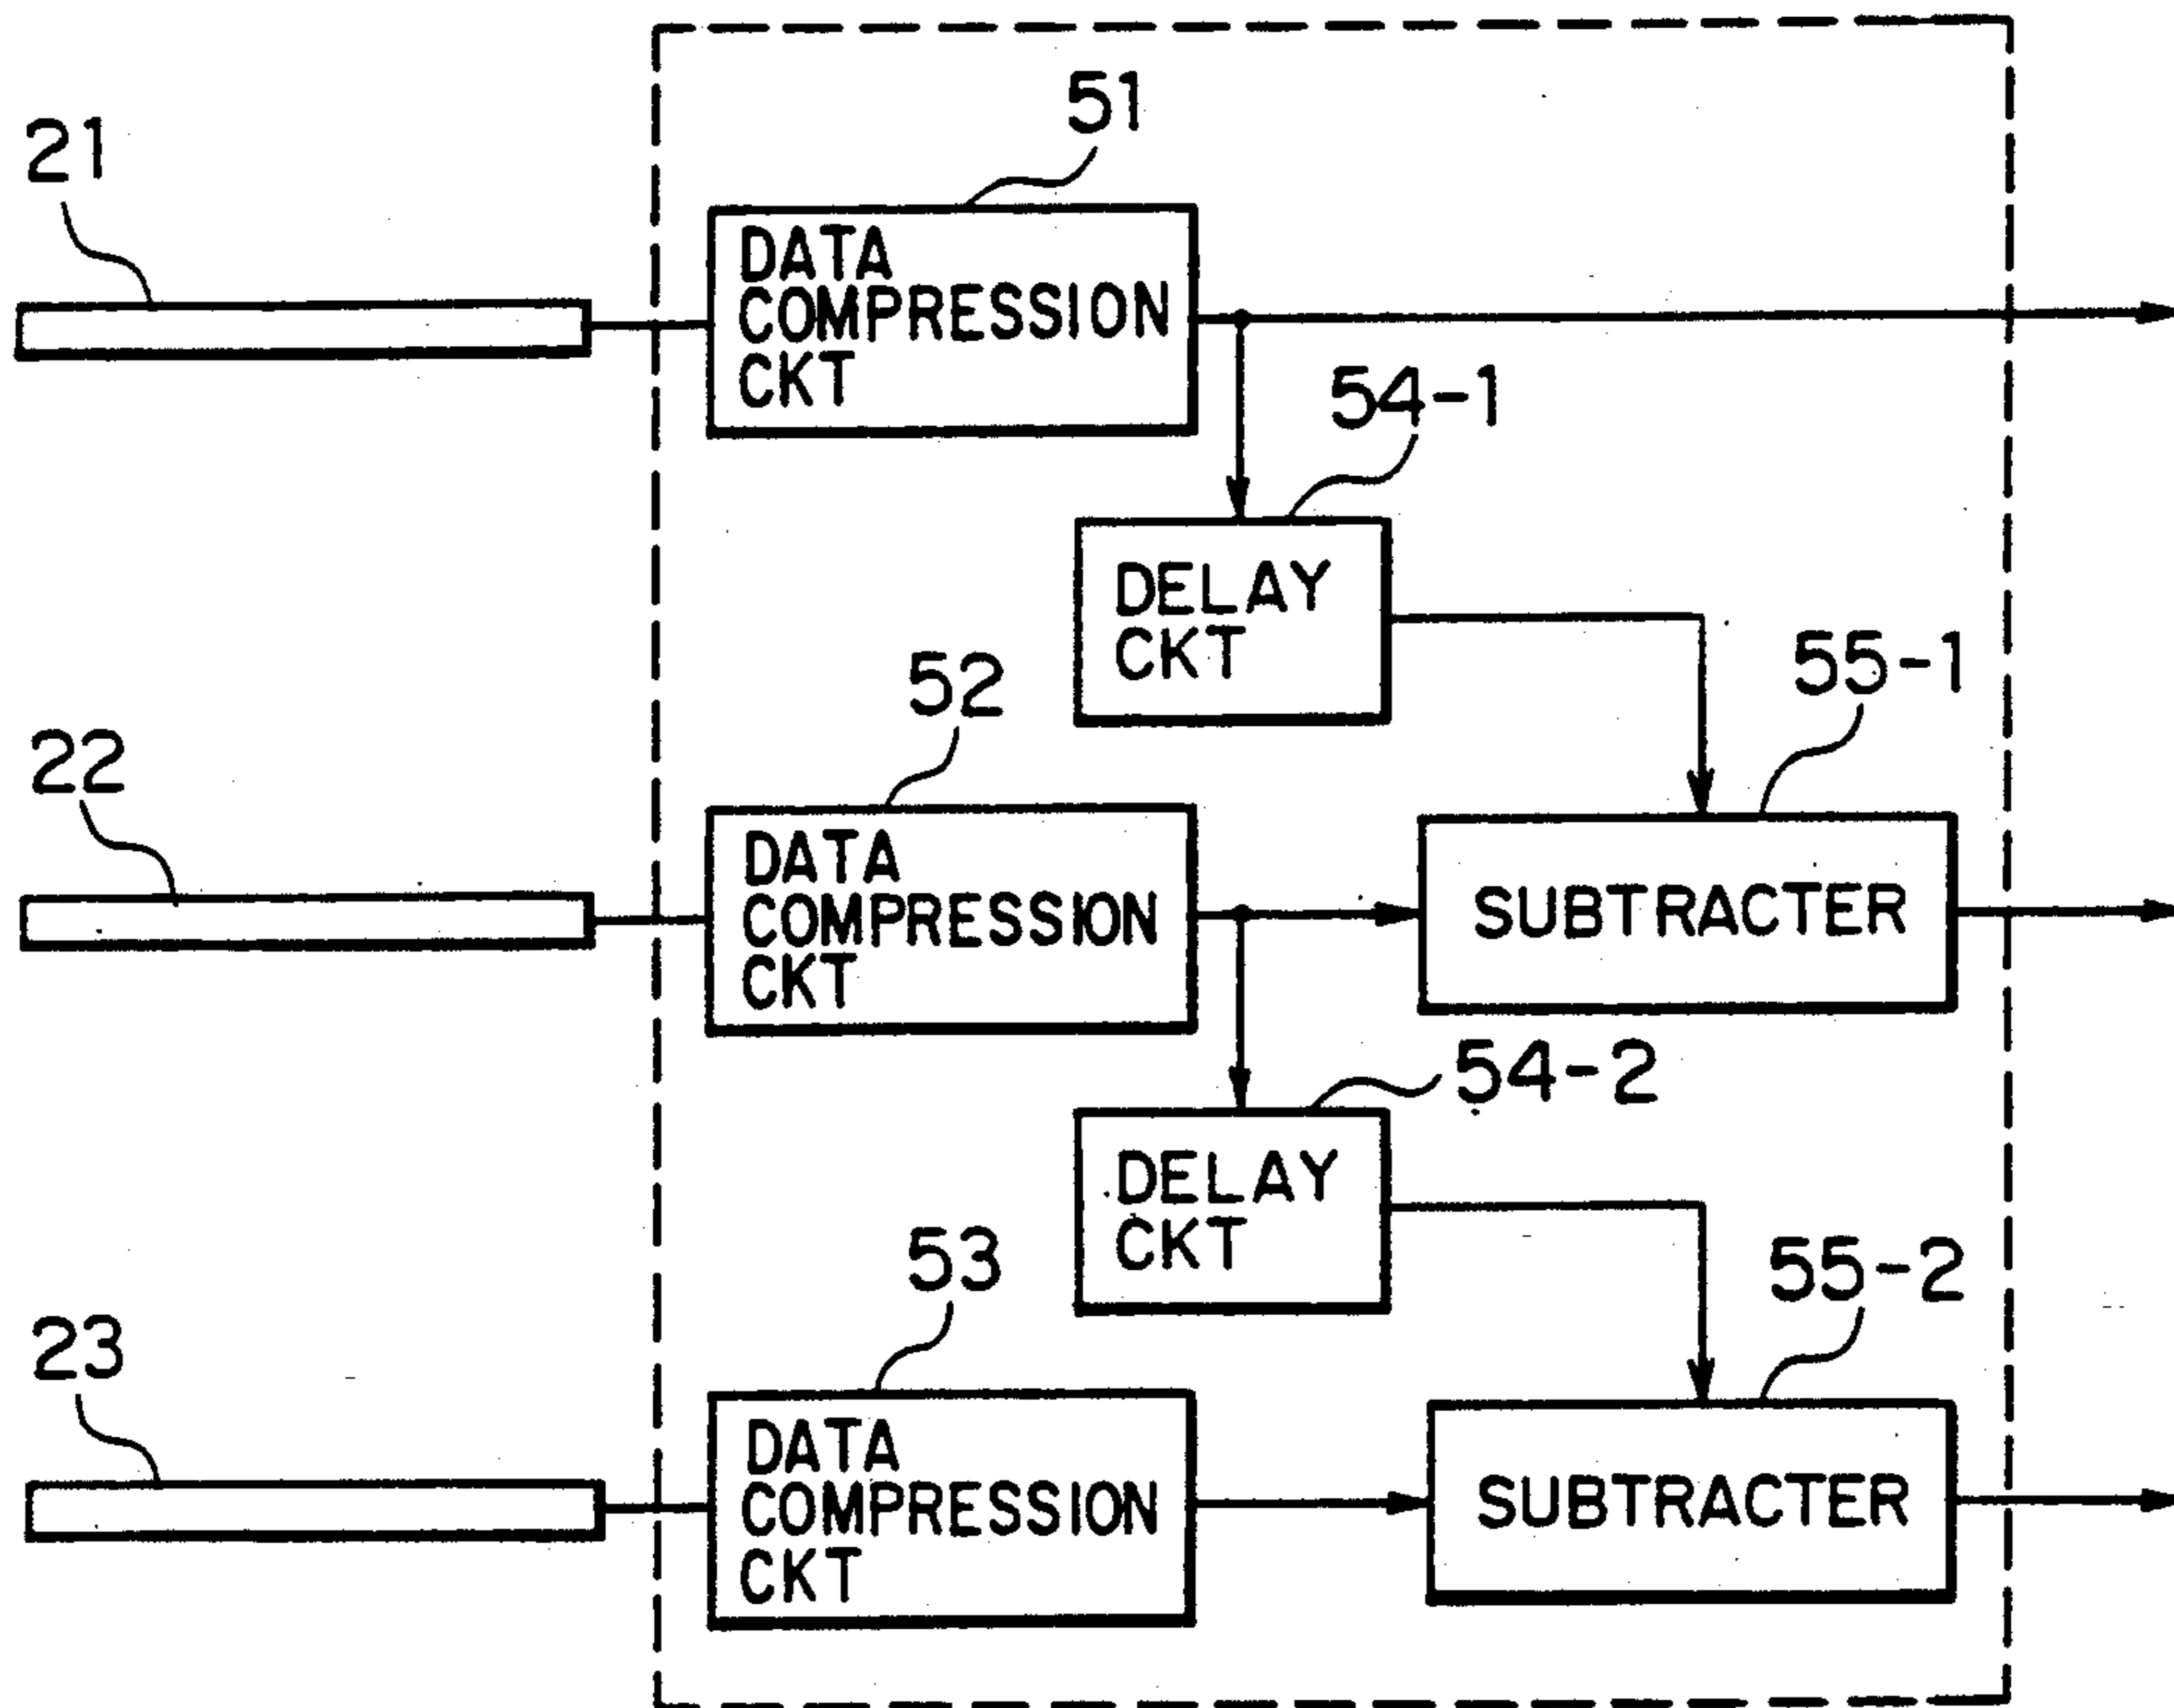 51
21
DATA
COMPRESSION
CKT
54-1
DELAY
CKT
55-1
52
22
DATA
COMPRESSION
CKT
SUBTRACTER
54-2
DELAY
CKT
55-2
53
23
DATA
COMPRESSION
CKT
SUBTRACTER